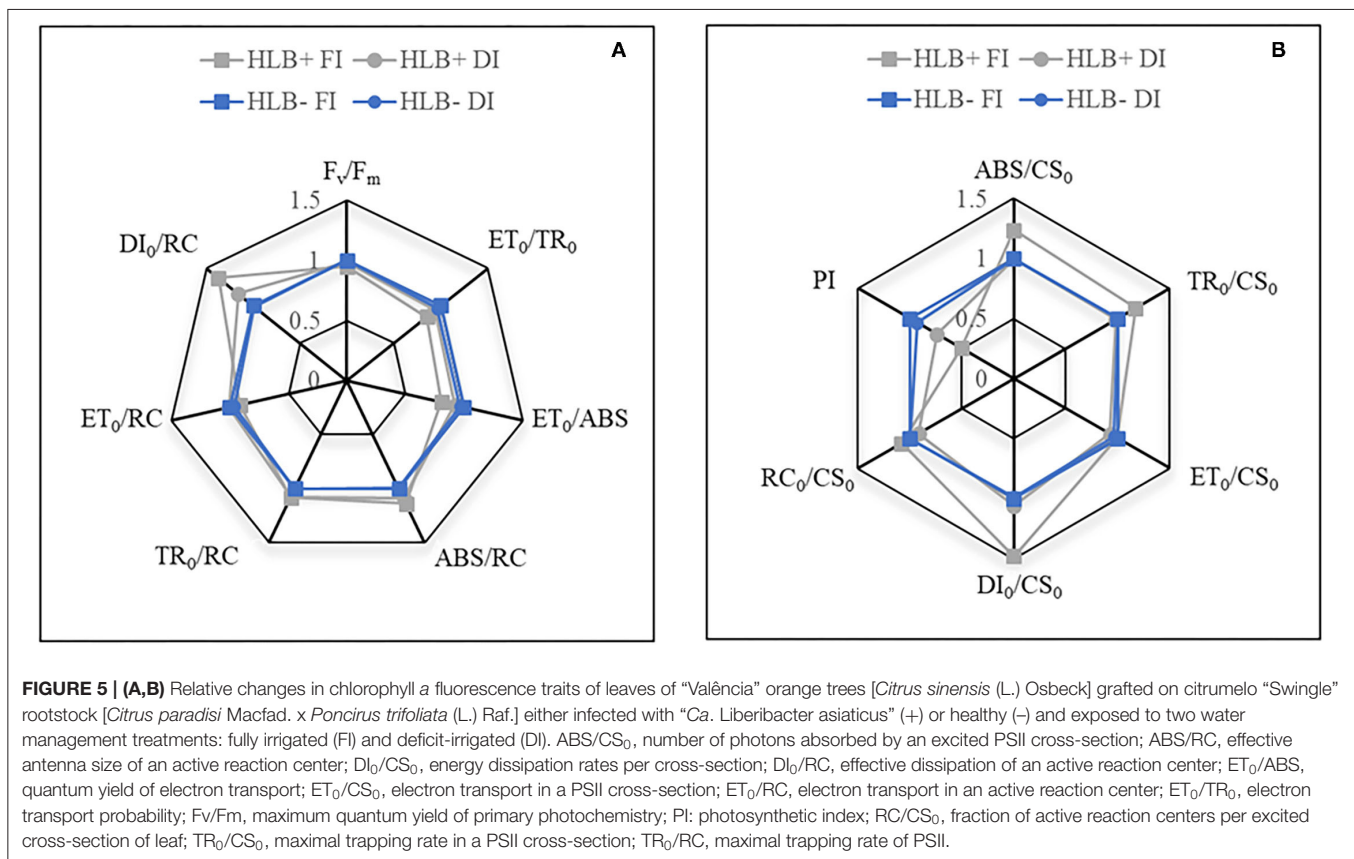 A
HLB+ FI HLB+ DI
HLB- FI HLB- DI
Fᵥ/Fₘ
1.5
ET₀/TR₀
DI₀/RC
1
0.5
0
ET₀/RC
ET₀/ABS
TR₀/RC
ABS/RC
B
HLB+ FI HLB+ DI
HLB- FI HLB- DI
ABS/CS₀
1.5
PI
1
TR₀/CS₀
0.5
0
RC₀/CS₀
ET₀/CS₀
DI₀/CS₀
FIGURE 5 | (A,B) Relative changes in chlorophyll a fluorescence traits of leaves of “Valência” orange trees [Citrus sinensis (L.) Osbeck] grafted on citrumelo “Swingle”
rootstock [Citrus paradisi Macfad. x Poncirus trifoliata (L.) Raf.] either infected with “Ca. Liberibacter asiaticus” (+) or healthy (–) and exposed to two water
management treatments: fully irrigated (FI) and deficit-irrigated (DI). ABS/CS₀, number of photons absorbed by an excited PSII cross-section; ABS/RC, effective
antenna size of an active reaction center; DI₀/CS₀, energy dissipation rates per cross-section; DI₀/RC, effective dissipation of an active reaction center; ET₀/ABS,
quantum yield of electron transport; ET₀/CS₀, electron transport in a PSII cross-section; ET₀/RC, electron transport in an active reaction center; ET₀/TR₀, electron
transport probability; Fv/Fm, maximum quantum yield of primary photochemistry; PI: photosynthetic index; RC/CS₀, fraction of active reaction centers per excited
cross-section of leaf; TR₀/CS₀, maximal trapping rate in a PSII cross-section; TR₀/RC, maximal trapping rate of PSII.